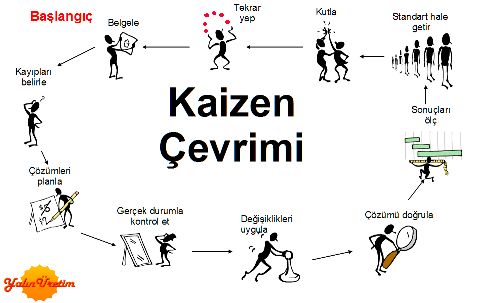 Başlangıç
Belgele
Tekrar
yap
Kutla
Standart hale
getir
Kayıpları
belirle
Kaizen
Çevrimi
Sonuçları
ölç
Çözümleri
planla
Gerçek durumla
kontrol et
Değişiklikleri
uygula
Çözümü doğrula
YalınÜretim